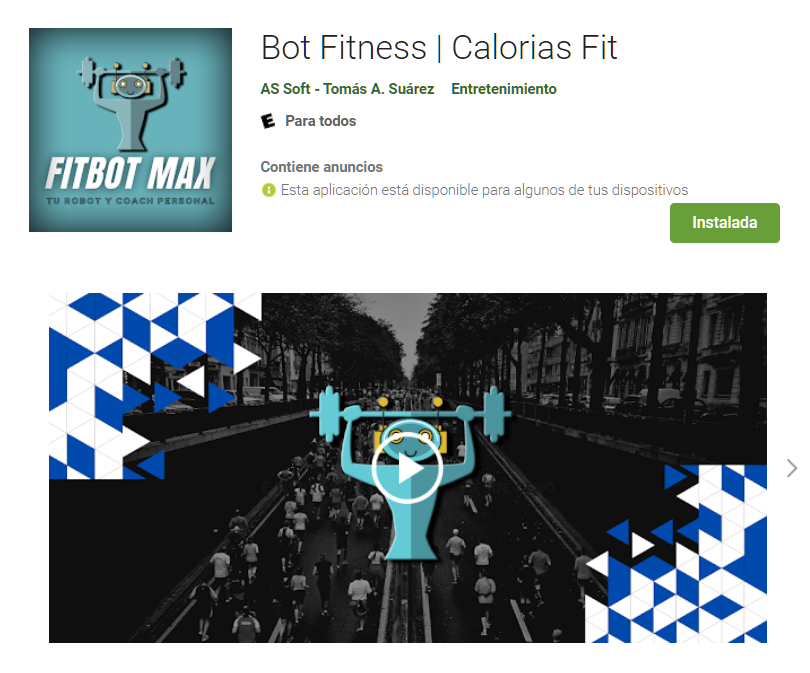 Bot Fitness | Calorias Fit
AS Soft - Tomás A. Suárez Entretenimiento
E Para todos
Contiene anuncios
Esta aplicación está disponible para algunos de tus dispositivos
Instalada
FITBOT MAX
TU ROBOT Y COACH PERSONAL